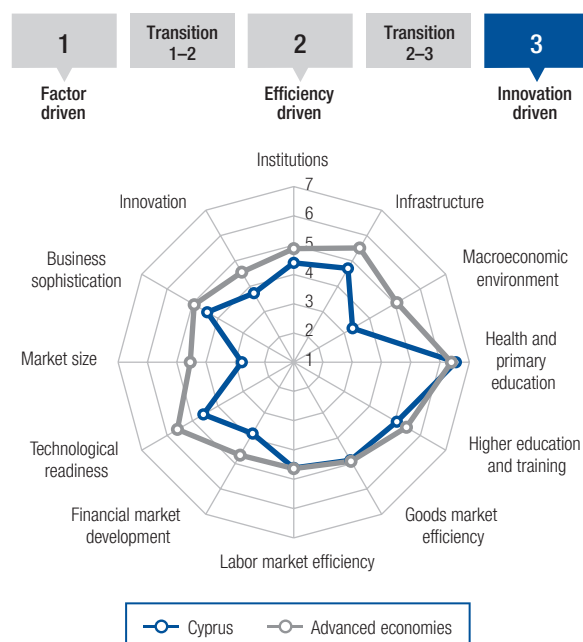 1
Transition
1–2
2
Transition
2–3
3
Factor
driven
Efficiency
driven
Innovation
driven
Institutions
7
Innovation
6
Infrastructure
5
Business
sophistication
4
Macroeconomic
environment
3
2
Market size
1
Health and
primary
education
Technological
readiness
Higher education
and training
Financial market
development
Goods market
efficiency
Labor market efficiency
Cyprus
Advanced economies